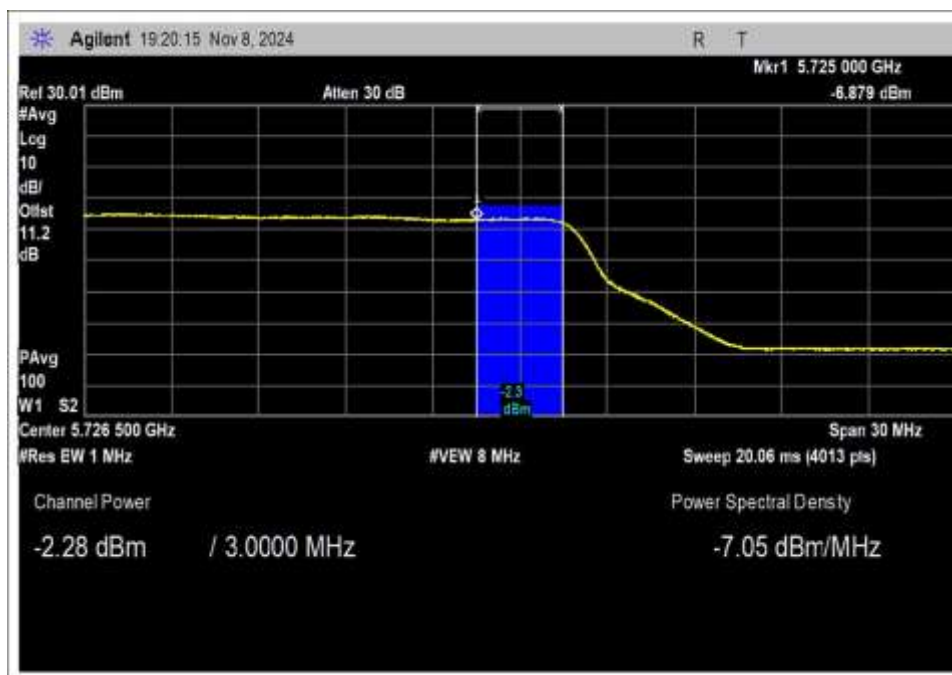 Agilent 19:20:15 Nov 8, 2024 R T
Mkr1 5.725 000 GHz
Ref 30.01 dBm Atten 30 dB -6.879 dBm
#Avg
Log
10
dB/
Offst
11.2
dB
1
-2.3
dBm
PAvg
100
W1 S2
Center 5.726 500 GHz Span 30 MHz
#Res BW 1 MHz #VBW 8 MHz Sweep 20.06 ms (4013 pts)
Channel Power Power Spectral Density
-2.28 dBm / 3.0000 MHz -7.05 dBm/MHz